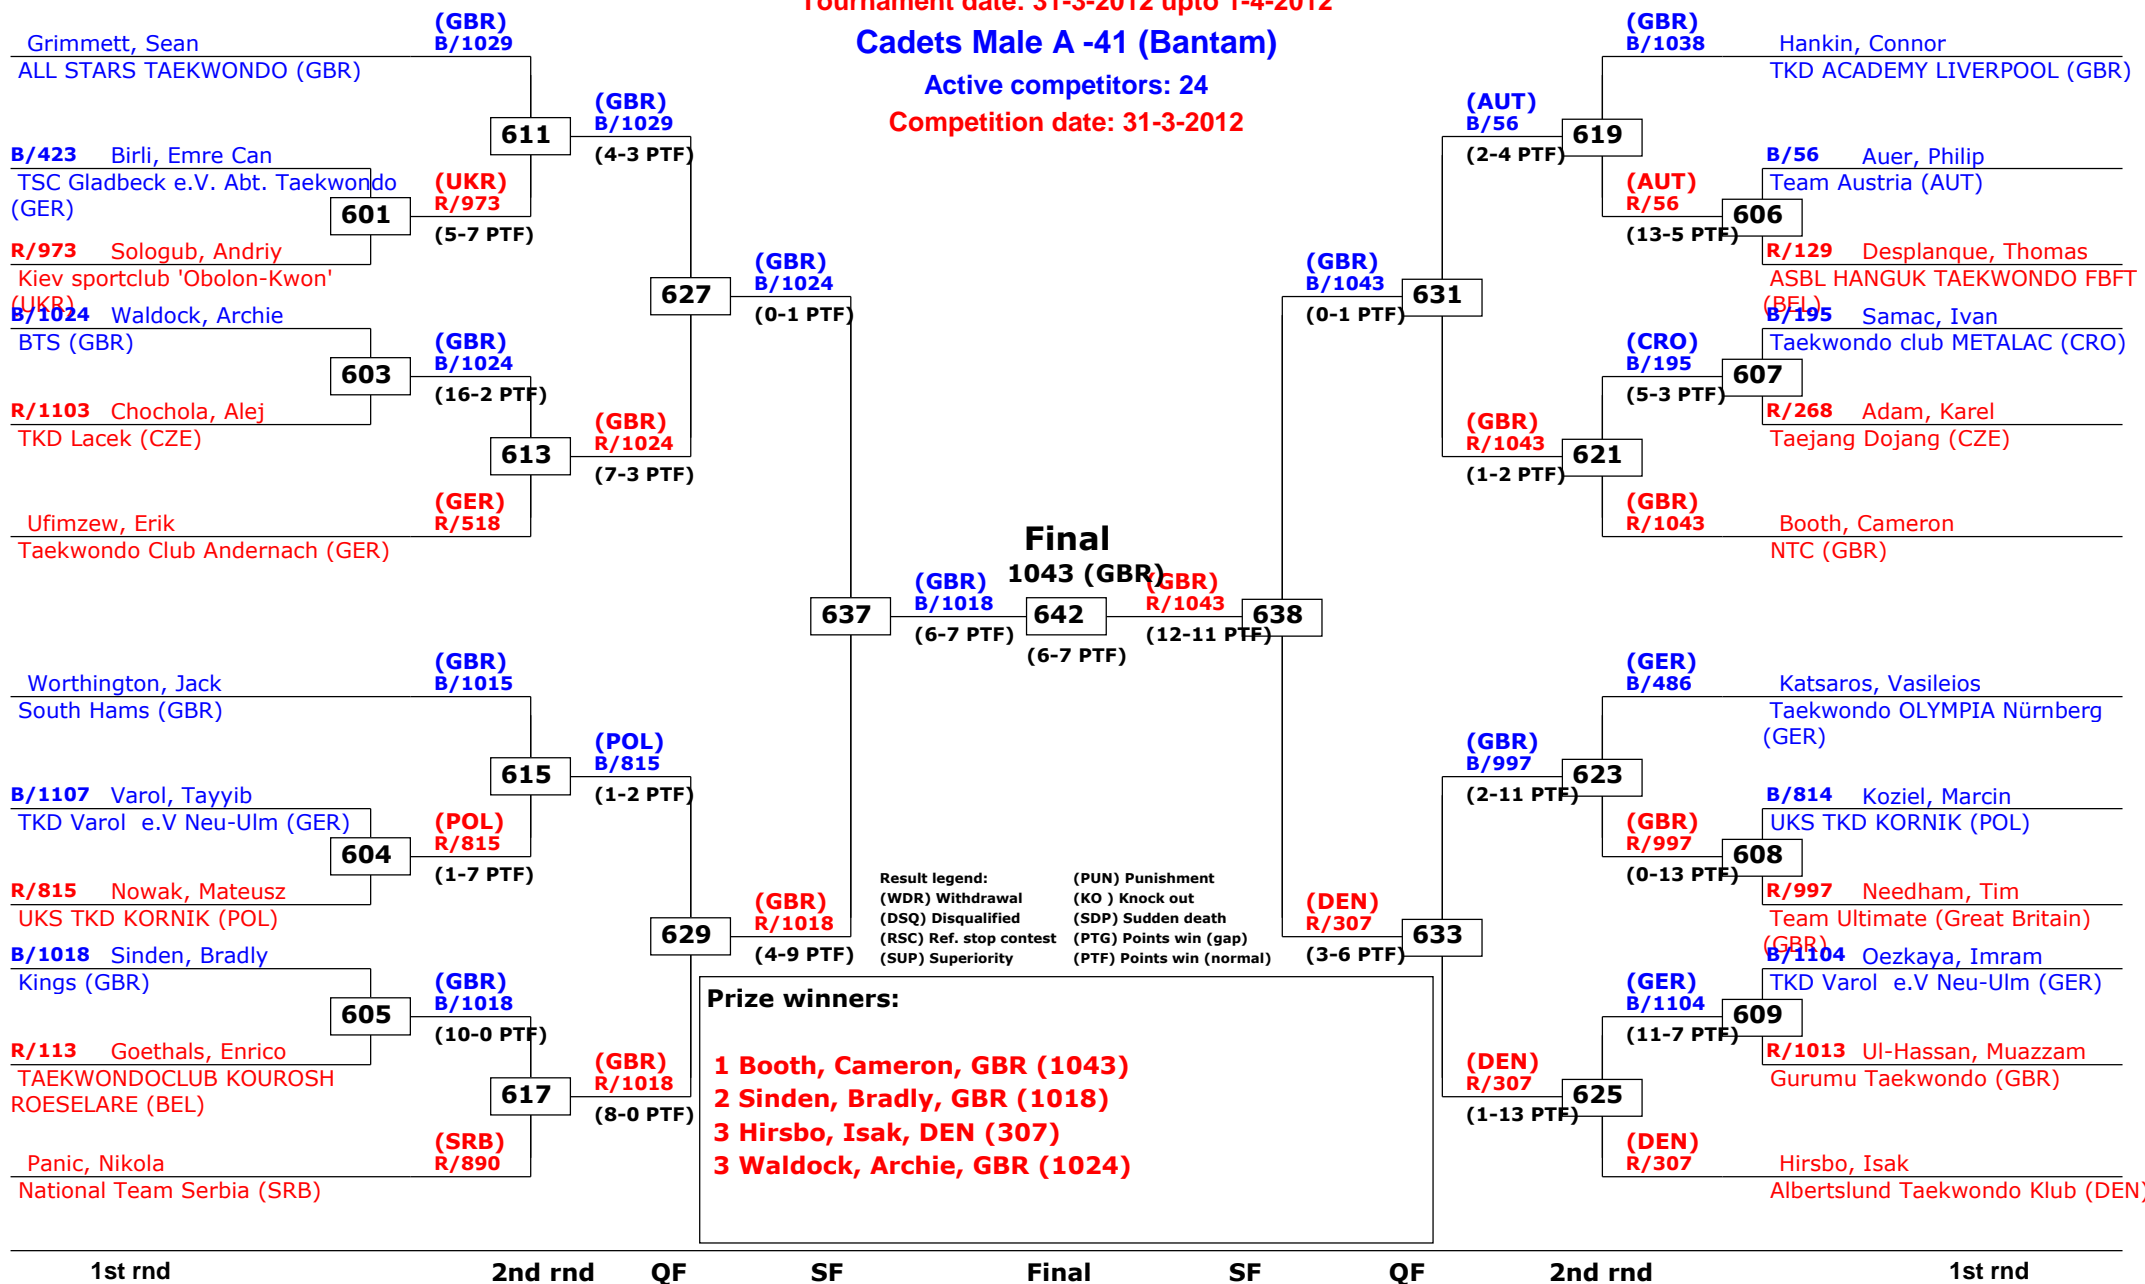 Tournament date: 31-3-2012 upto 1-4-2012
Cadets Male A -41 (Bantam)
Active competitors: 24
Competition date: 31-3-2012
Grimmett, Sean
ALL STARS TAEKWONDO (GBR)
(GBR)
B/1029
611
(GBR)
B/1029
(4-3 PTF)
B/423 Birli, Emre Can
TSC Gladbeck e.V. Abt. Taekwondo
(GER)
601
(UKR)
R/973
(5-7 PTF)
R/973 Sologub, Andriy
Kiev sportclub 'Obolon-Kwon'
(UKR)
627
(GBR)
B/1024
(0-1 PTF)
B/1024 Waldock, Archie
BTS (GBR)
603
(GBR)
B/1024
(16-2 PTF)
R/1103 Chochola, Alej
TKD Lacek (CZE)
613
(GBR)
R/1024
(7-3 PTF)
(GER)
R/518
Ufimzew, Erik
Taekwondo Club Andernach (GER)
637
(GBR)
B/1018
(6-7 PTF)
Final
1043 (GBR)
642
(6-7 PTF)
(GBR)
R/1043
(12-11 PTF)
638
Worthington, Jack
South Hams (GBR)
(GBR)
B/1015
615
(POL)
B/815
(1-2 PTF)
B/1107 Varol, Tayyib
TKD Varol e.V Neu-Ulm (GER)
604
(POL)
R/815
(1-7 PTF)
R/815 Nowak, Mateusz
UKS TKD KORNIK (POL)
629
(GBR)
R/1018
(4-9 PTF)
B/1018 Sinden, Bradly
Kings (GBR)
605
(GBR)
B/1018
(10-0 PTF)
R/113 Goethals, Enrico
TAEKWONDOCLUB KOUROSH
ROESELARE (BEL)
617
(GBR)
R/1018
(8-0 PTF)
(SRB)
R/890
Panic, Nikola
National Team Serbia (SRB)
(GBR)
B/1038
Hankin, Connor
TKD ACADEMY LIVERPOOL (GBR)
(AUT)
B/56
(2-4 PTF)
619
(AUT)
R/56
(13-5 PTF)
606
B/56 Auer, Philip
Team Austria (AUT)
R/129 Desplanque, Thomas
ASBL HANGUK TAEKWONDO FBFT
(BEL)
(GBR)
B/1043
(0-1 PTF)
631
B/195 Samac, Ivan
Taekwondo club METALAC (CRO)
(CRO)
B/195
(5-3 PTF)
607
R/268 Adam, Karel
Taejang Dojang (CZE)
(GBR)
R/1043
(1-2 PTF)
621
(GBR)
R/1043
Booth, Cameron
NTC (GBR)
(GER)
B/486
Katsaros, Vasileios
Taekwondo OLYMPIA Nürnberg
(GER)
(GBR)
B/997
(2-11 PTF)
623
B/814 Koziel, Marcin
UKS TKD KORNIK (POL)
(GBR)
R/997
(0-13 PTF)
608
R/997 Needham, Tim
Team Ultimate (Great Britain)
(GBR)
(DEN)
R/307
(3-6 PTF)
633
B/1104 Oezkaya, Imram
TKD Varol e.V Neu-Ulm (GER)
(GER)
B/1104
(11-7 PTF)
609
R/1013 Ul-Hassan, Muazzam
Gurumu Taekwondo (GBR)
(DEN)
R/307
(1-13 PTF)
625
(DEN)
R/307
Hirsbo, Isak
Albertslund Taekwondo Klub (DEN)
Result legend: (PUN) Punishment
(WDR) Withdrawal (KO ) Knock out
(DSQ) Disqualified (SDP) Sudden death
(RSC) Ref. stop contest (PTG) Points win (gap)
(SUP) Superiority (PTF) Points win (normal)
Prize winners:
1 Booth, Cameron, GBR (1043)
2 Sinden, Bradly, GBR (1018)
3 Hirsbo, Isak, DEN (307)
3 Waldock, Archie, GBR (1024)
1st rnd 2nd rnd QF SF Final SF QF 2nd rnd 1st rnd